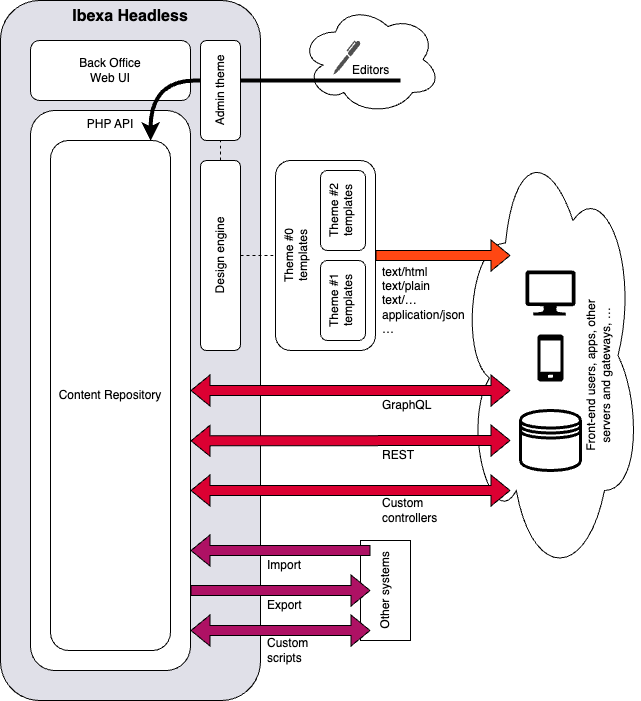 Ibexa Headless
Back Office
Web UI
Admin theme
Editors
PHP API
Content Repository
Design engine
Theme #0
templates
Theme #2
templates
Theme #1
templates
text/html
text/plain
text/...
application/json
...
Front-end users, apps, other
servers and gateways, ...
GraphQL
REST
Custom
controllers
Import
Export
Custom
scripts
Other systems